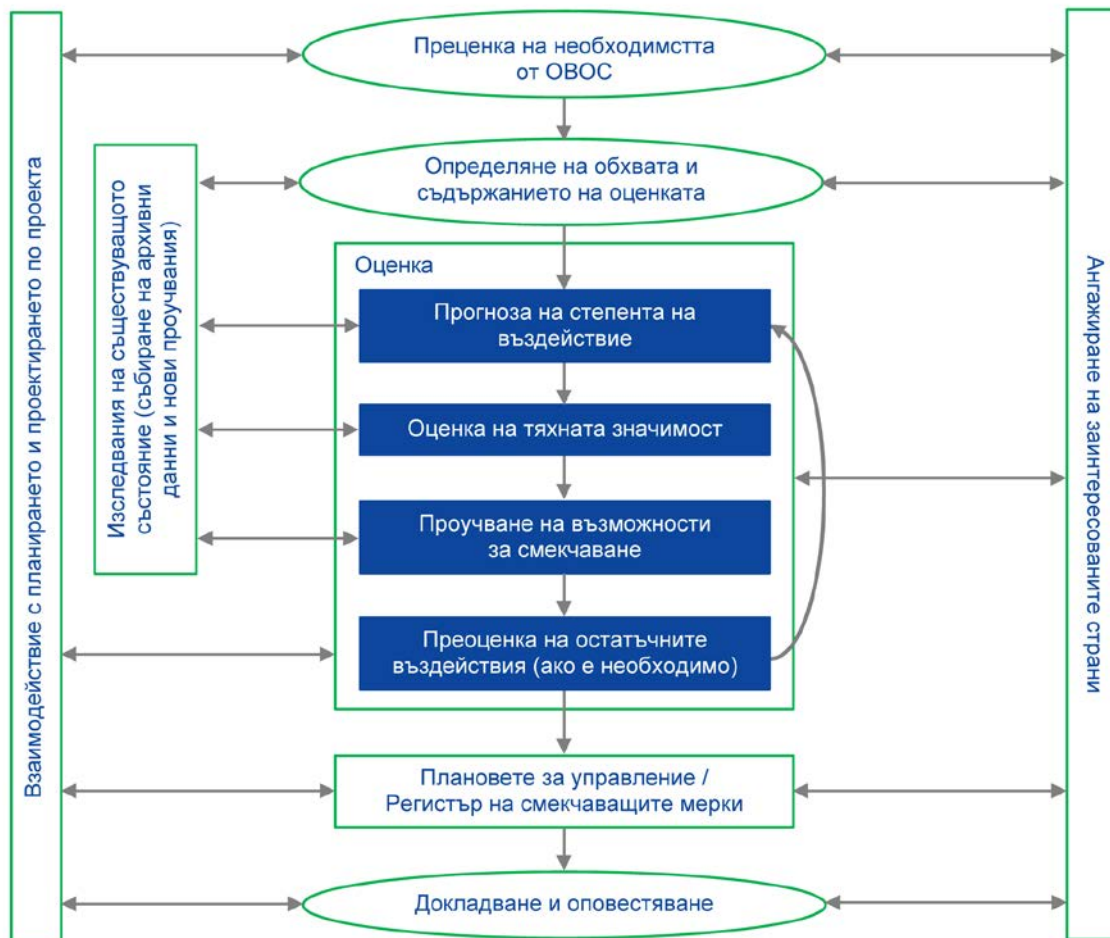 Преценка на необходимстта
от ОВОС
Определяне на обхвата и
съдържанието на оценката
Оценка
Прогноза на степента на
въздействие
Оценка на тяхната значимост
Проучване на възможности
за смекчаване
Преоценка на остатъчните
въздействия (ако е необходимо)
Плановете за управление /
Регистър на смекчаващите мерки
Докладване и оповестяване
Взаимодействие с планирането и проектирането по проекта
Изследвания на съществуващото
състояние (събиране на архивни
данни и нови проучвания)
Ангажиране на заинтересованите страни